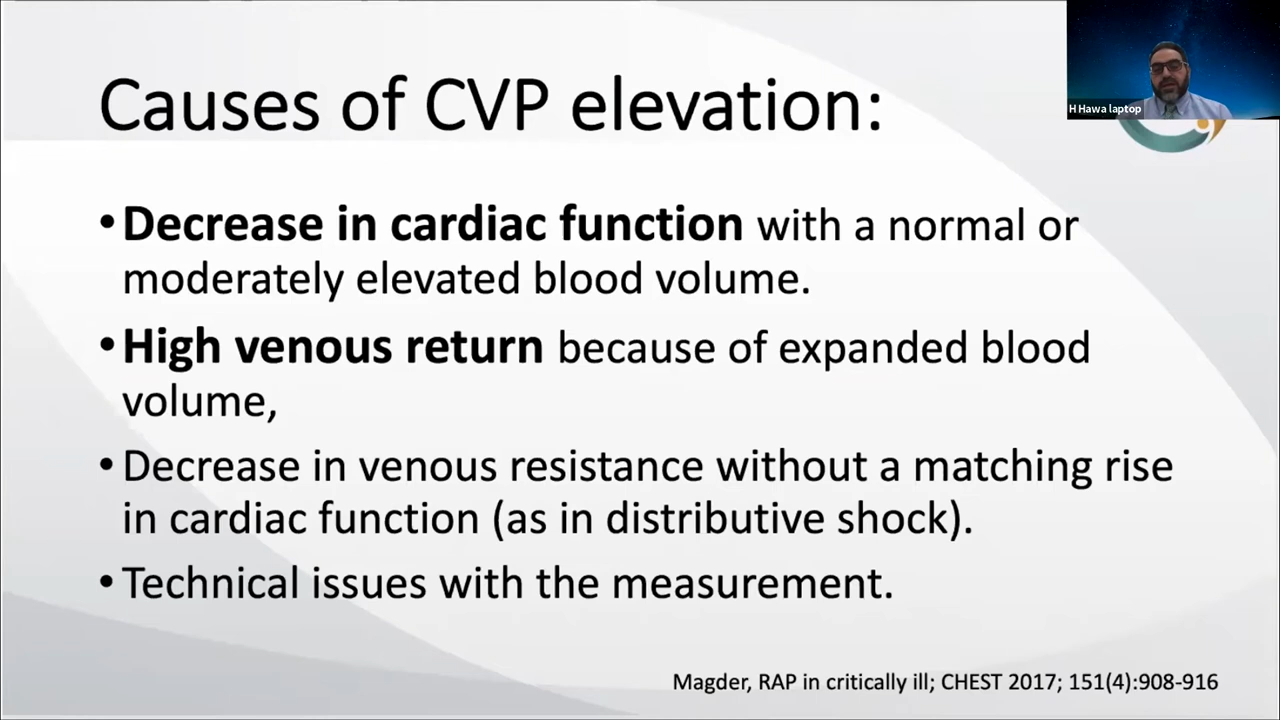 H Hawa laptop
Causes of CVP elevation:
•Decrease in cardiac function with a normal or
moderately elevated blood volume.
•High venous return because of expanded blood
volume,
•Decrease in venous resistance without a matching rise
in cardiac function (as in distributive shock).
•Technical issues with the measurement.
Magder, RAP in critically ill; CHEST 2017; 151(4):908-916